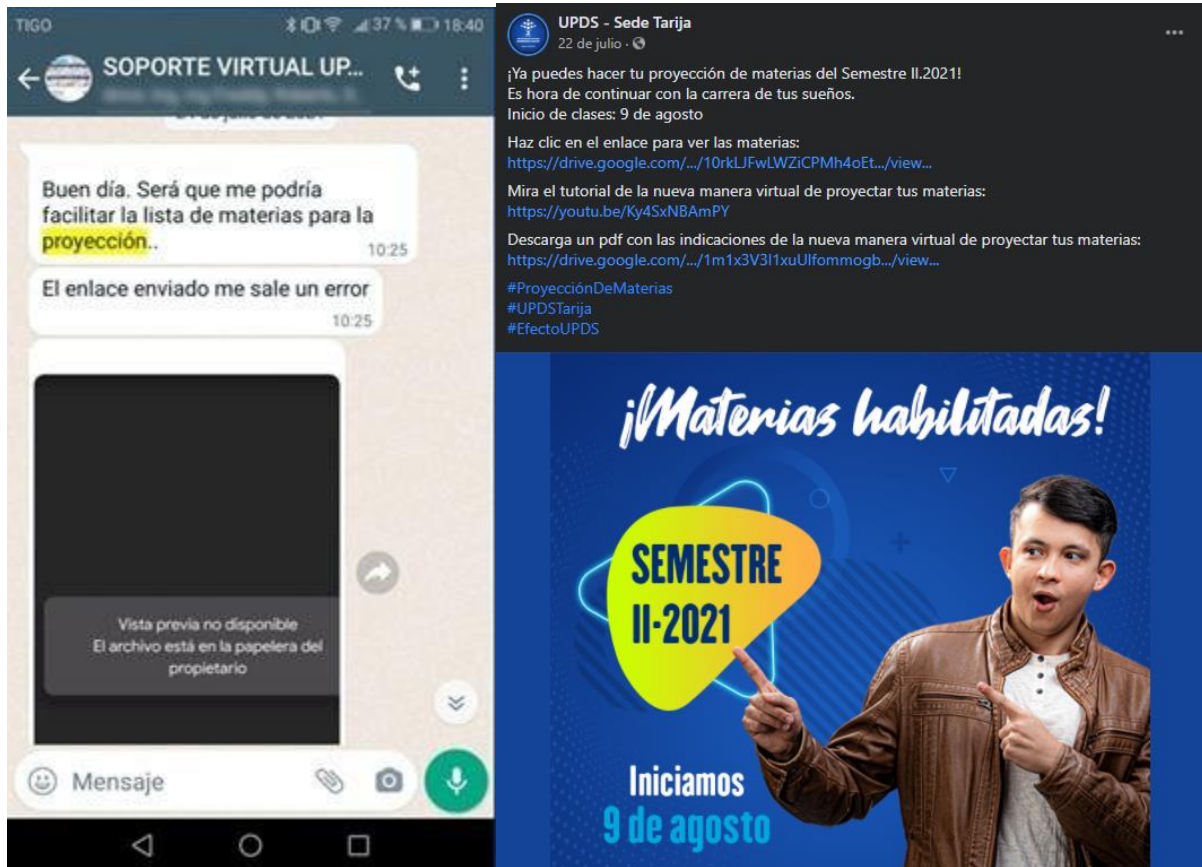 TIGO
37 % 18:40
SOPORTE VIRTUAL UP...
Buen día. Será que me podría
facilitar la lista de materias para la
proyección..
10:25
El enlace enviado me sale un error
10:25
Vista previa no disponible
El archivo está en la papelera del
propietario
Mensaje
UPDS - Sede Tarija
22 de julio ·
¡Ya puedes hacer tu proyección de materias del Semestre II.2021!
Es hora de continuar con la carrera de tus sueños.
Inicio de clases: 9 de agosto
Haz clic en el enlace para ver las materias:
https://drive.google.com/.../10rkLJFwLWZiCPMh4oEt.../view...
Mira el tutorial de la nueva manera virtual de proyectar tus materias:
https://youtu.be/Ky4SxNBAmPY
Descarga un pdf con las indicaciones de la nueva manera virtual de proyectar tus materias:
https://drive.google.com/.../1m1x3V3I1xuUlfommogb.../view...
#ProyecciónDeMaterias
#UPDSTarija
#EfectoUPDS
¡Materias habilitadas!
SEMESTRE
II·2021
Iniciamos
9 de agosto